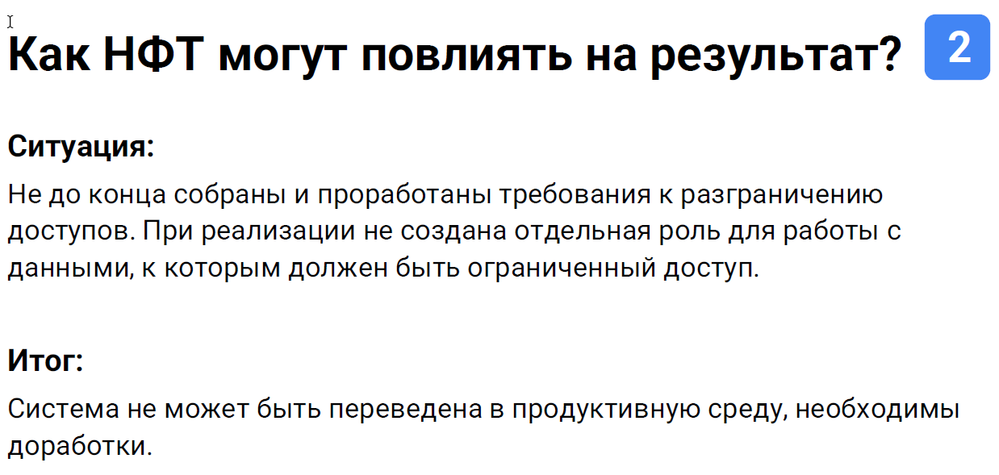 Как НФТ могут повлиять на результат?
2
Ситуация:
Не до конца собраны и проработаны требования к разграничению
доступов. При реализации не создана отдельная роль для работы с
данными, к которым должен быть ограниченный доступ.
Итог:
Система не может быть переведена в продуктивную среду, необходимы
доработки.